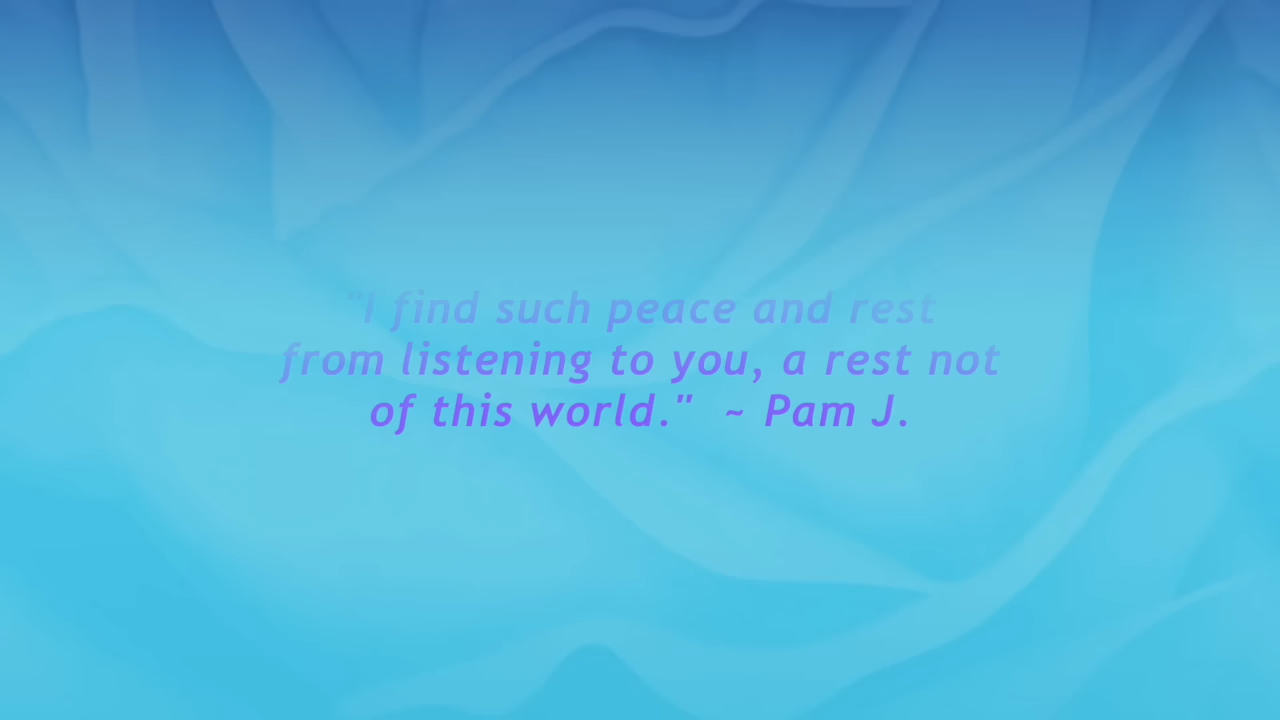 "I find such peace and rest
from listening to you, a rest not
of this world."  ~ Pam J.